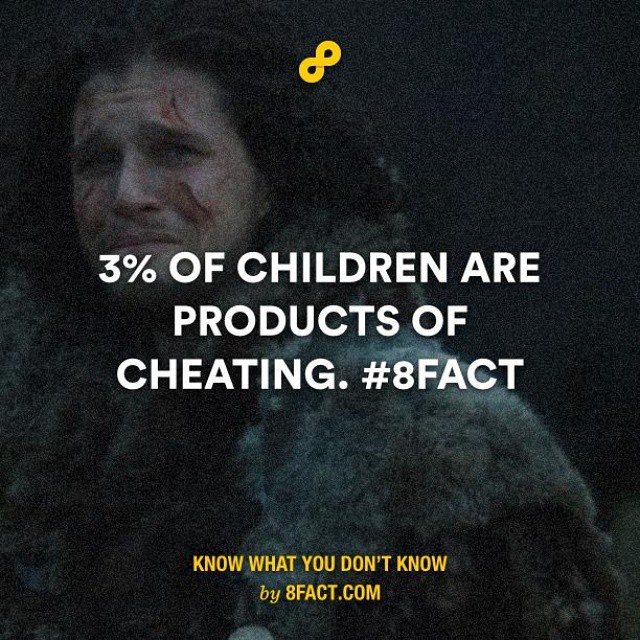 3% OF CHILDREN ARE
PRODUCTS OF
CHEATING. #8FACT
KNOW WHAT YOU DON'T KNOW
by 8FACT.COM